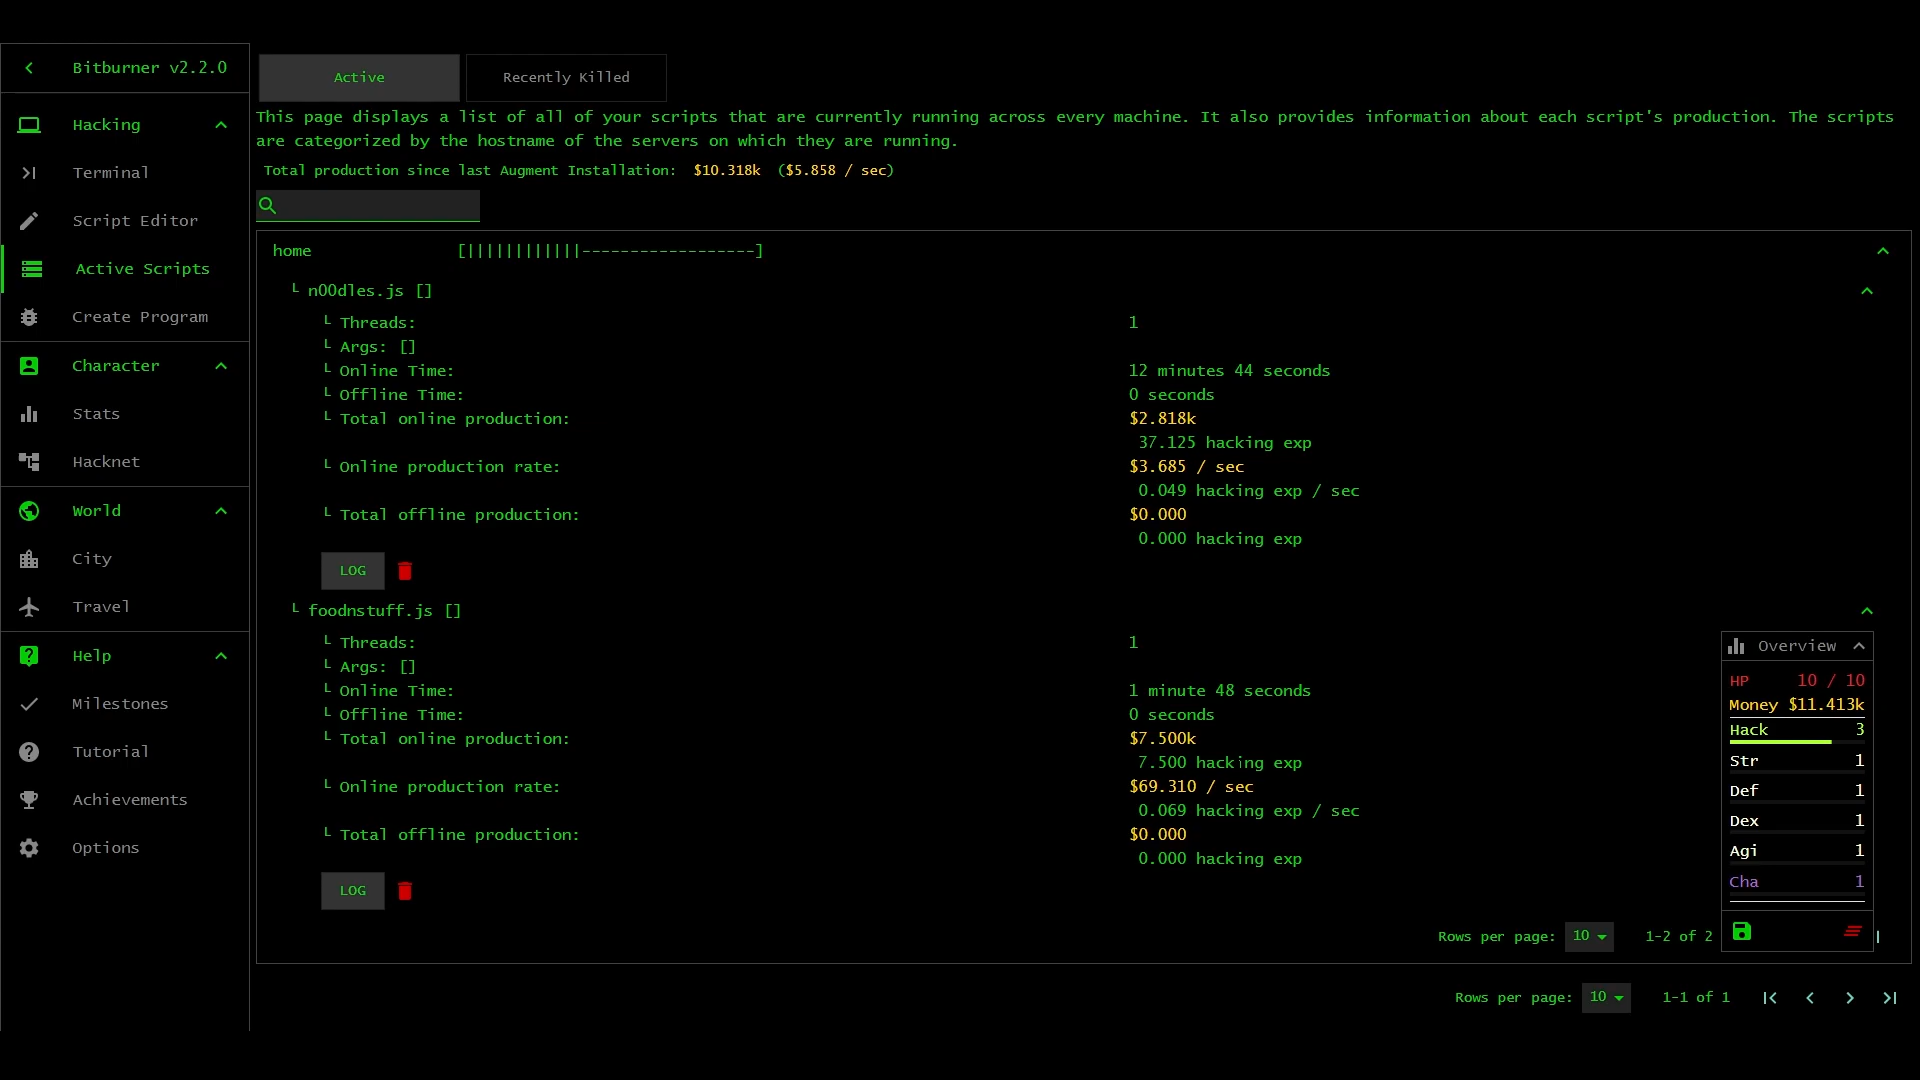 Bitburner v2.2.0
Hacking
Terminal
Script Editor
Active Scripts
Create Program
Character
Stats
Hacknet
World
City
Travel
Help
Milestones
Tutorial
Achievements
Options
Active
Recently Killed
This page displays a list of all of your scripts that are currently running across every machine. It also provides information about each script's production. The scripts
are categorized by the hostname of the servers on which they are running.
Total production since last Augment Installation: $10.318k ($5.858 / sec)
home [||||||||||||------------------]
└ n00dles.js []
└ Threads: 1
└ Args: []
└ Online Time: 12 minutes 44 seconds
└ Offline Time: 0 seconds
└ Total online production: $2.818k
37.125 hacking exp
└ Online production rate: $3.685 / sec
0.049 hacking exp / sec
└ Total offline production: $0.000
0.000 hacking exp
LOG
└ foodnstuff.js []
└ Threads: 1
└ Args: []
└ Online Time: 1 minute 48 seconds
└ Offline Time: 0 seconds
└ Total online production: $7.500k
7.500 hacking exp
└ Online production rate: $69.310 / sec
0.069 hacking exp / sec
└ Total offline production: $0.000
0.000 hacking exp
LOG
Rows per page: 10 1-2 of 2
Rows per page: 10 1-1 of 1
Overview
HP 10 / 10
Money $11.413k
Hack 3
Str 1
Def 1
Dex 1
Agi 1
Cha 1